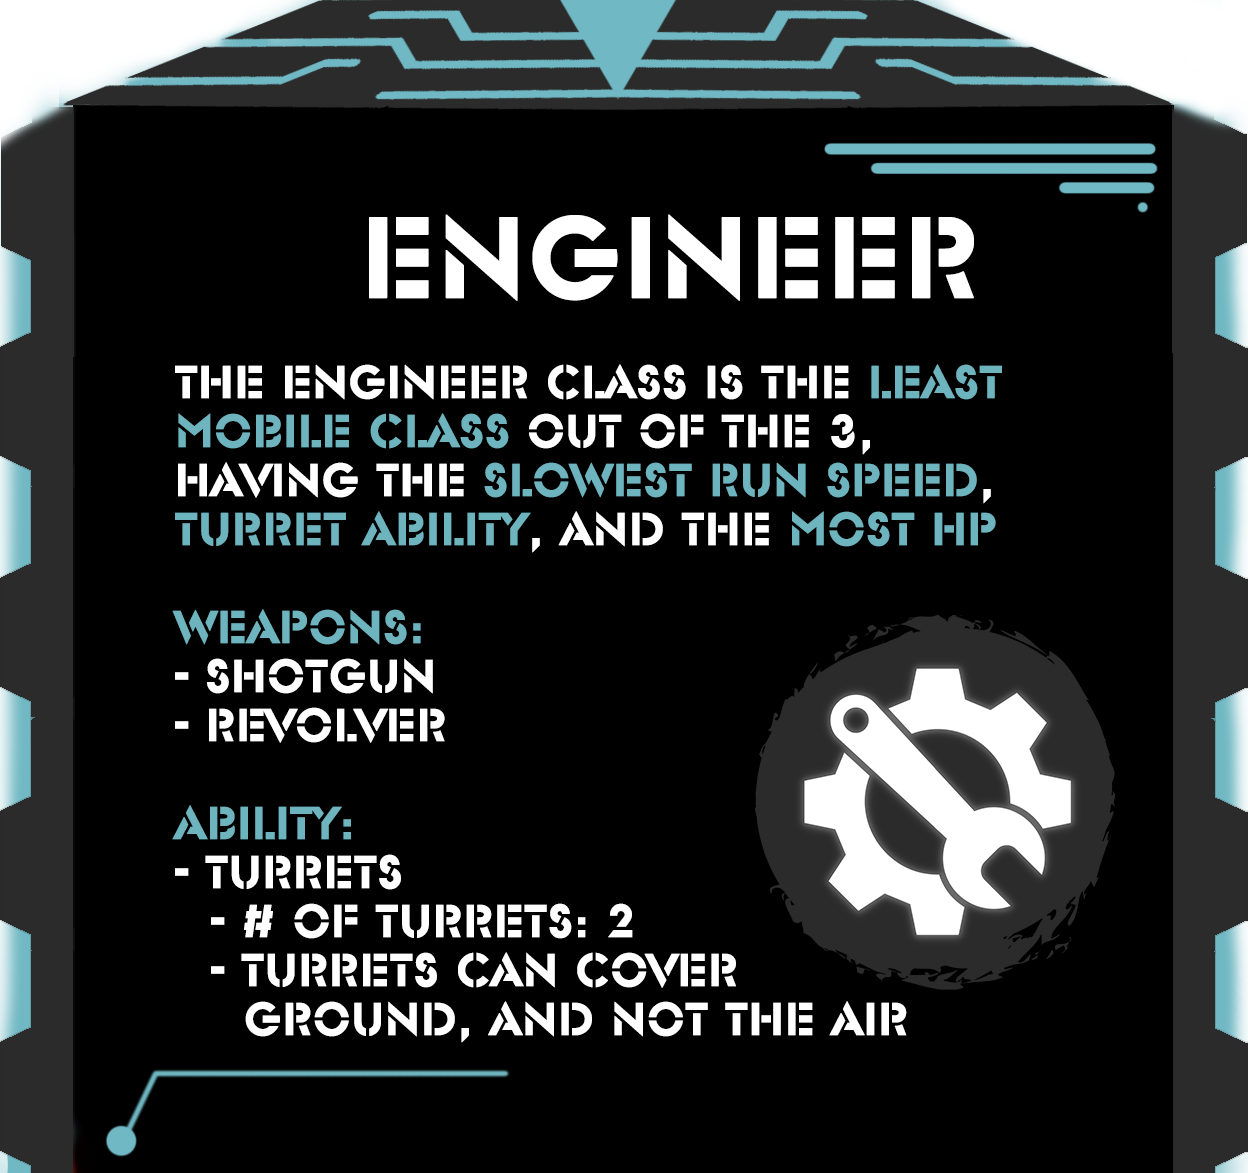 ENGINEER
THE ENGINEER CLASS IS THE LEAST
MOBILE CLASS OUT OF THE 3,
HAVING THE SLOWEST RUN SPEED,
TURRET ABILITY, AND THE MOST HP
WEAPONS:
- SHOTGUN
- REVOLVER
ABILITY:
- TURRETS
- # OF TURRETS: 2
- TURRETS CAN COVER
GROUND, AND NOT THE AIR